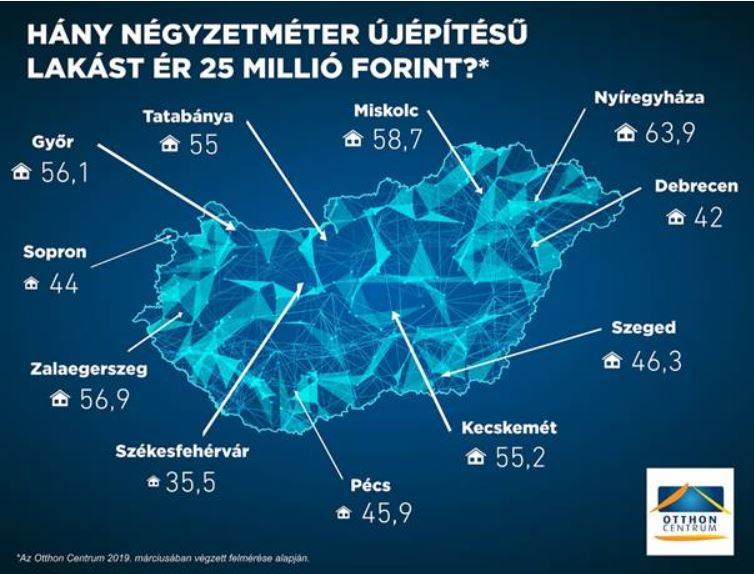 HÁNY NÉGYZETMÉTER ÚJÉPÍTÉSŰ
LAKÁST ÉR 25 MILLIÓ FORINT?*
Tatabánya
55
Miskolc
58,7
Nyíregyháza
63,9
Győr
56,1
Debrecen
42
Sopron
44
Szeged
46,3
Zalaegerszeg
56,9
Kecskemét
55,2
Székesfehérvár
35,5
Pécs
45,9
OTTHON
CENTRUM
*Az Otthon Centrum 2019. márciusában végzett felmérése alapján.